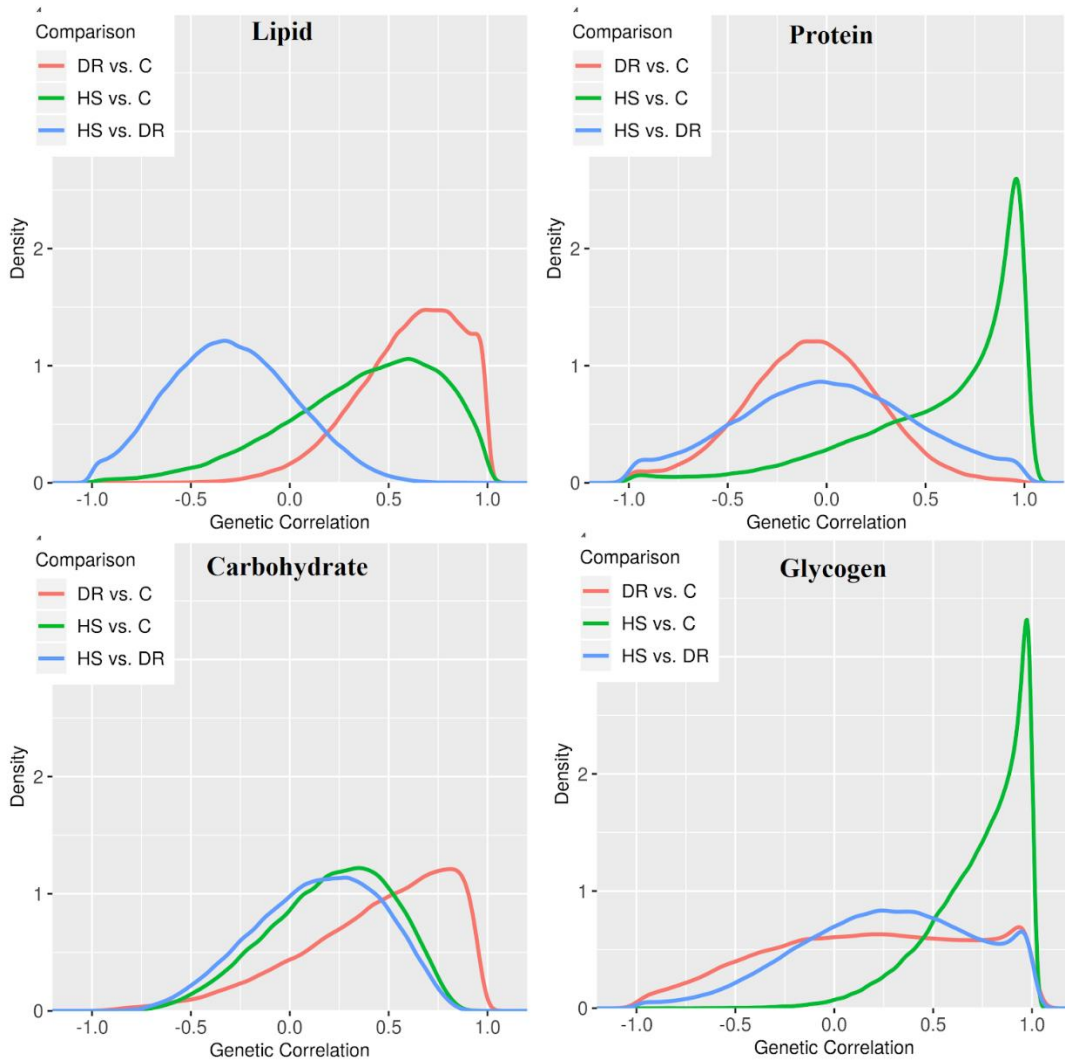 Lipid
Comparison
DR vs. C
HS vs. C
HS vs. DR
Density
2
1
0
-1.0 -0.5 0.0 0.5 1.0
Genetic Correlation
Protein
Comparison
DR vs. C
HS vs. C
HS vs. DR
Density
2
1
0
-1.0 -0.5 0.0 0.5 1.0
Genetic Correlation
Carbohydrate
Comparison
DR vs. C
HS vs. C
HS vs. DR
Density
2
1
0
-1.0 -0.5 0.0 0.5 1.0
Genetic Correlation
Glycogen
Comparison
DR vs. C
HS vs. C
HS vs. DR
Density
2
1
0
-1.0 -0.5 0.0 0.5 1.0
Genetic Correlation